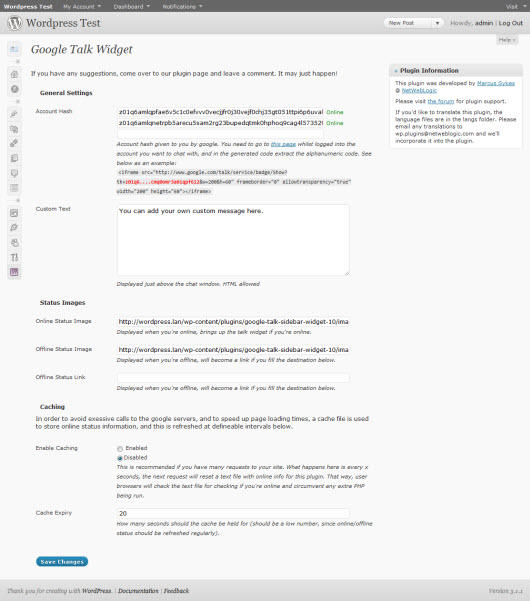 Wordpress Test My Account Dashboard Notifications Visit
Wordpress Test New Post Howdy, admin | Log Out
Help
Google Talk Widget
If you have any suggestions, come over to our plugin page and leave a comment. It may just happen!
General Settings
Account Hash
Online
Online
Account hash given to you by google. You need to go to this page whilst logged into the
account you want to chat with, and in the generated code extract the alphanumeric code. See
below as an example:
<iframe src="http://www.google.com/talk/service/badge/Show?
&w=200&h=60" frameborder="0" allowtransparency="true"
width="200" height="60"></iframe>
Custom Text
You can add your own custom message here.
Displayed just above the chat window. HTML allowed
Status Images
Online Status Image
http://wordpress.lan/wp-content/plugins/google-talk-sidebar-widget-10/ima
Displayed when you're online, brings up the talk widget if you're online.
Offline Status Image
http://wordpress.lan/wp-content/plugins/google-talk-sidebar-widget-10/ima
Displayed when you're offline, will become a link if you fill the destination below.
Offline Status Link
Displayed when you're offline, will become a link if you fill the destination below.
Caching
In order to avoid exessive calls to the google servers, and to speed up page loading times, a cache file is used
to store online status information, and this is refreshed at defineable intervals below.
Enable Caching
Enabled
Disabled
This is recommended if you have many requests to your site. What happens here is every x
seconds, the next request will reset a text file with online info for this plugin. That way, user
browsers will check the text file for checking if you're online and circumvent any extra PHP
being run.
Cache Expiry
20
How many seconds should the cache be held for (should be a low number, since online/offline
status should be refreshed regularly).
Save Changes
Plugin Information
This plugin was developed by Marcus Sykes
@ NetWebLogic
Please visit the forum for plugin support.
If you'd like to translate this plugin, the
language files are in the langs folder. Please
email any translations to
wp.plugins@netweblogic.com and we'll
incorporate it into the plugin.
Thank you for creating with WordPress. | Documentation | Feedback Version 3.1.1